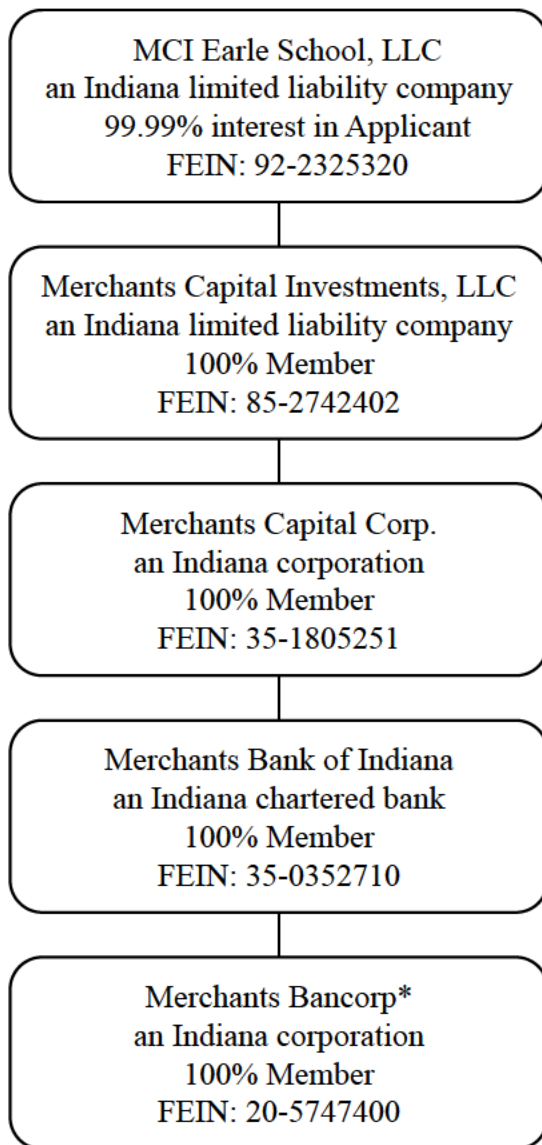 MCI Earle School, LLC
an Indiana limited liability company
99.99% interest in Applicant
FEIN: 92-2325320
Merchants Capital Investments, LLC
an Indiana limited liability company
100% Member
FEIN: 85-2742402
Merchants Capital Corp.
an Indiana corporation
100% Member
FEIN: 35-1805251
Merchants Bank of Indiana
an Indiana chartered bank
100% Member
FEIN: 35-0352710
Merchants Bancorp*
an Indiana corporation
100% Member
FEIN: 20-5747400